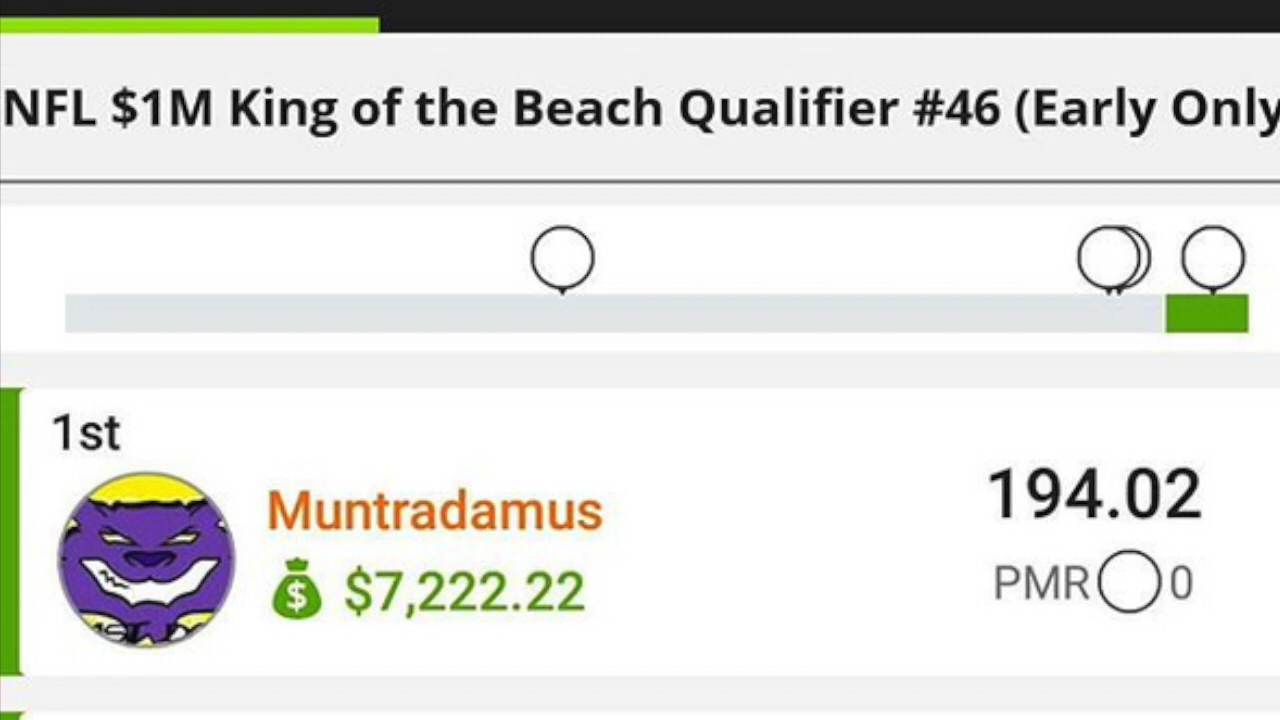 NFL $1M King of the Beach Qualifier #46 (Early Only
1st
Muntradamus
$ $7,222.22
194.02
PMR 0